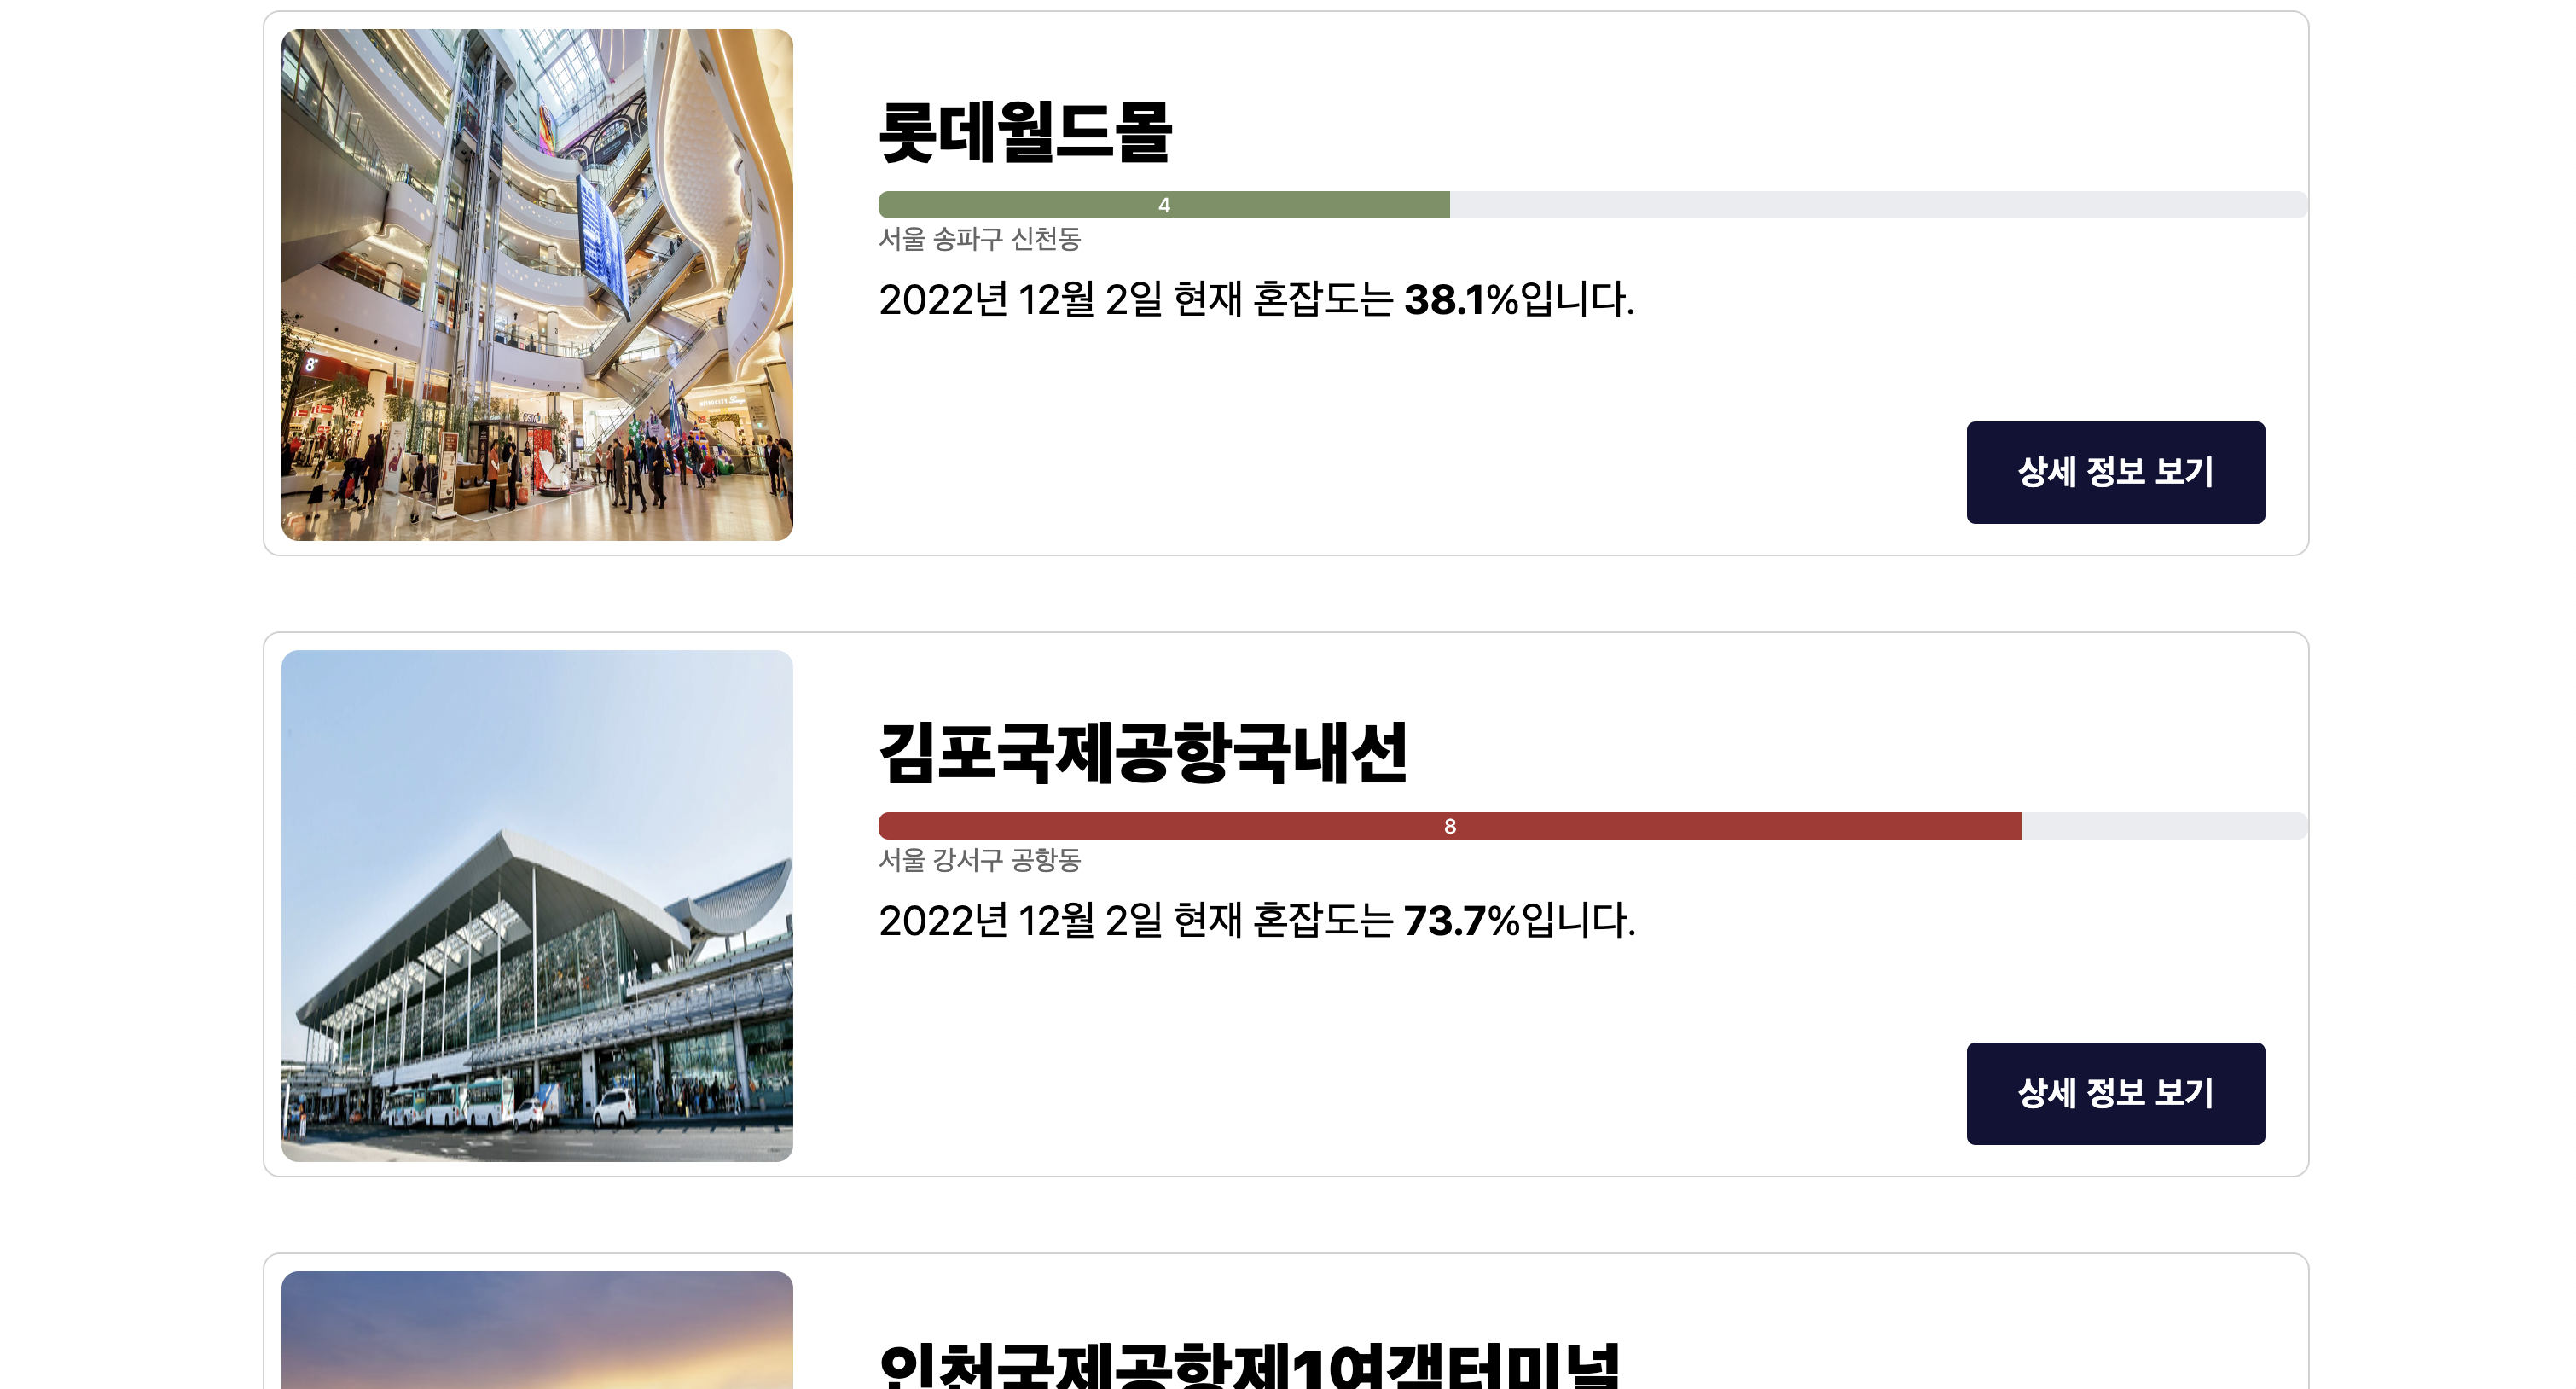 롯데월드몰
4
서울 송파구 신천동
2022년 12월 2일 현재 혼잡도는 38.1%입니다.
상세 정보 보기
김포국제공항국내선
8
서울 강서구 공항동
2022년 12월 2일 현재 혼잡도는 73.7%입니다.
상세 정보 보기
인천국제공항제1여객터미널